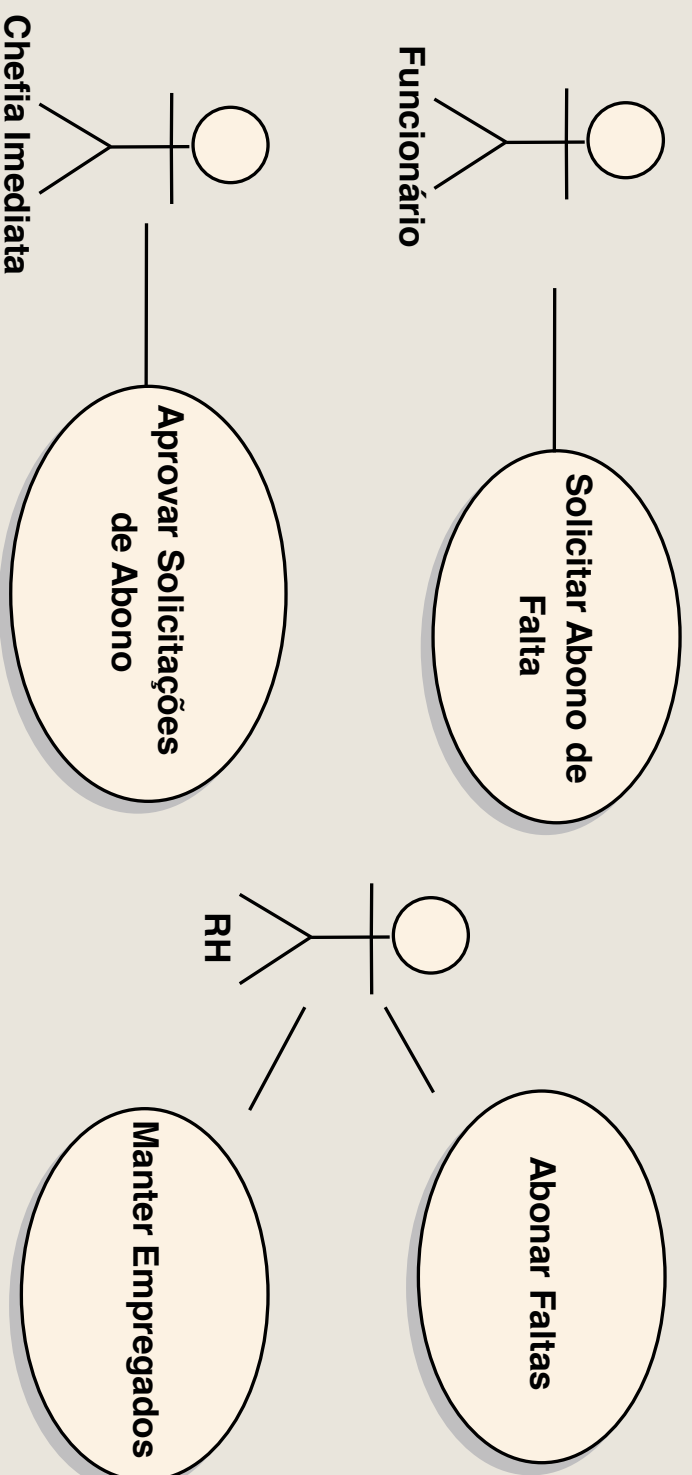 Funcionário
Solicitar Abono de
Falta
Abonar Faltas
RH
Chefia Imediata
Aprovar Solicitações
de Abono
Manter Empregados